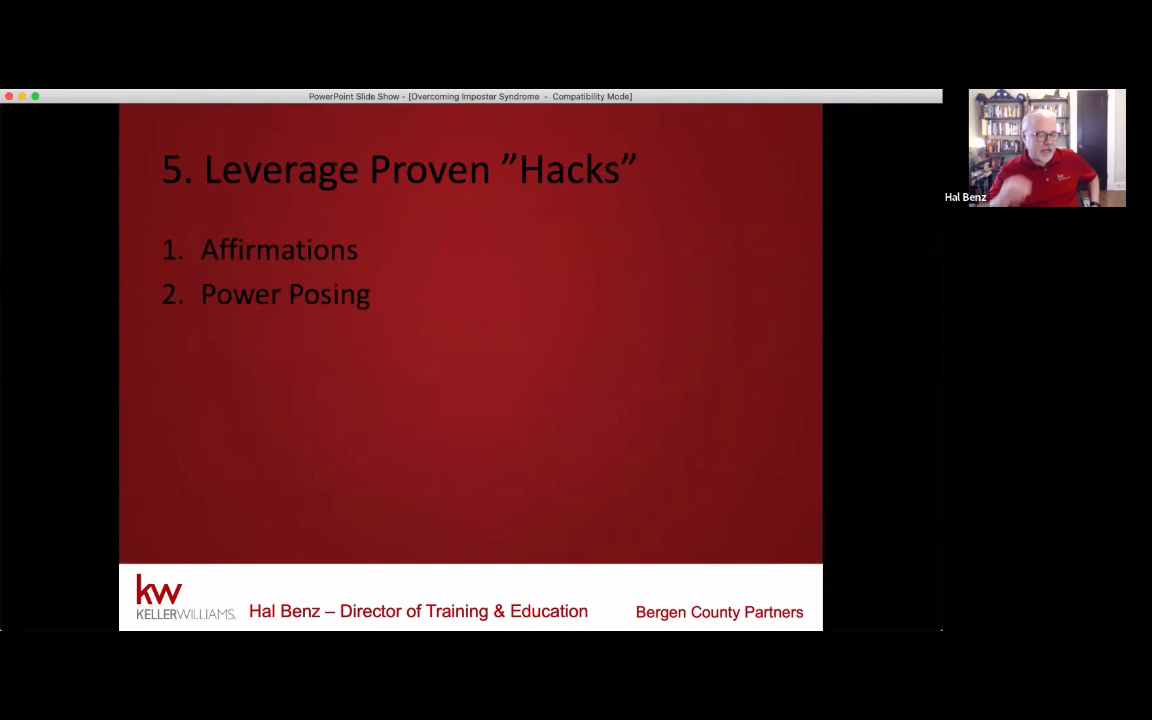 PowerPoint Slide Show - [Overcoming Imposter Syndrome - Compatibility Mode]
5. Leverage Proven ”Hacks”
1. Affirmations
2. Power Posing
kw
KELLERWILLIAMS.
Hal Benz – Director of Training & Education
Bergen County Partners
Hal Benz
kw